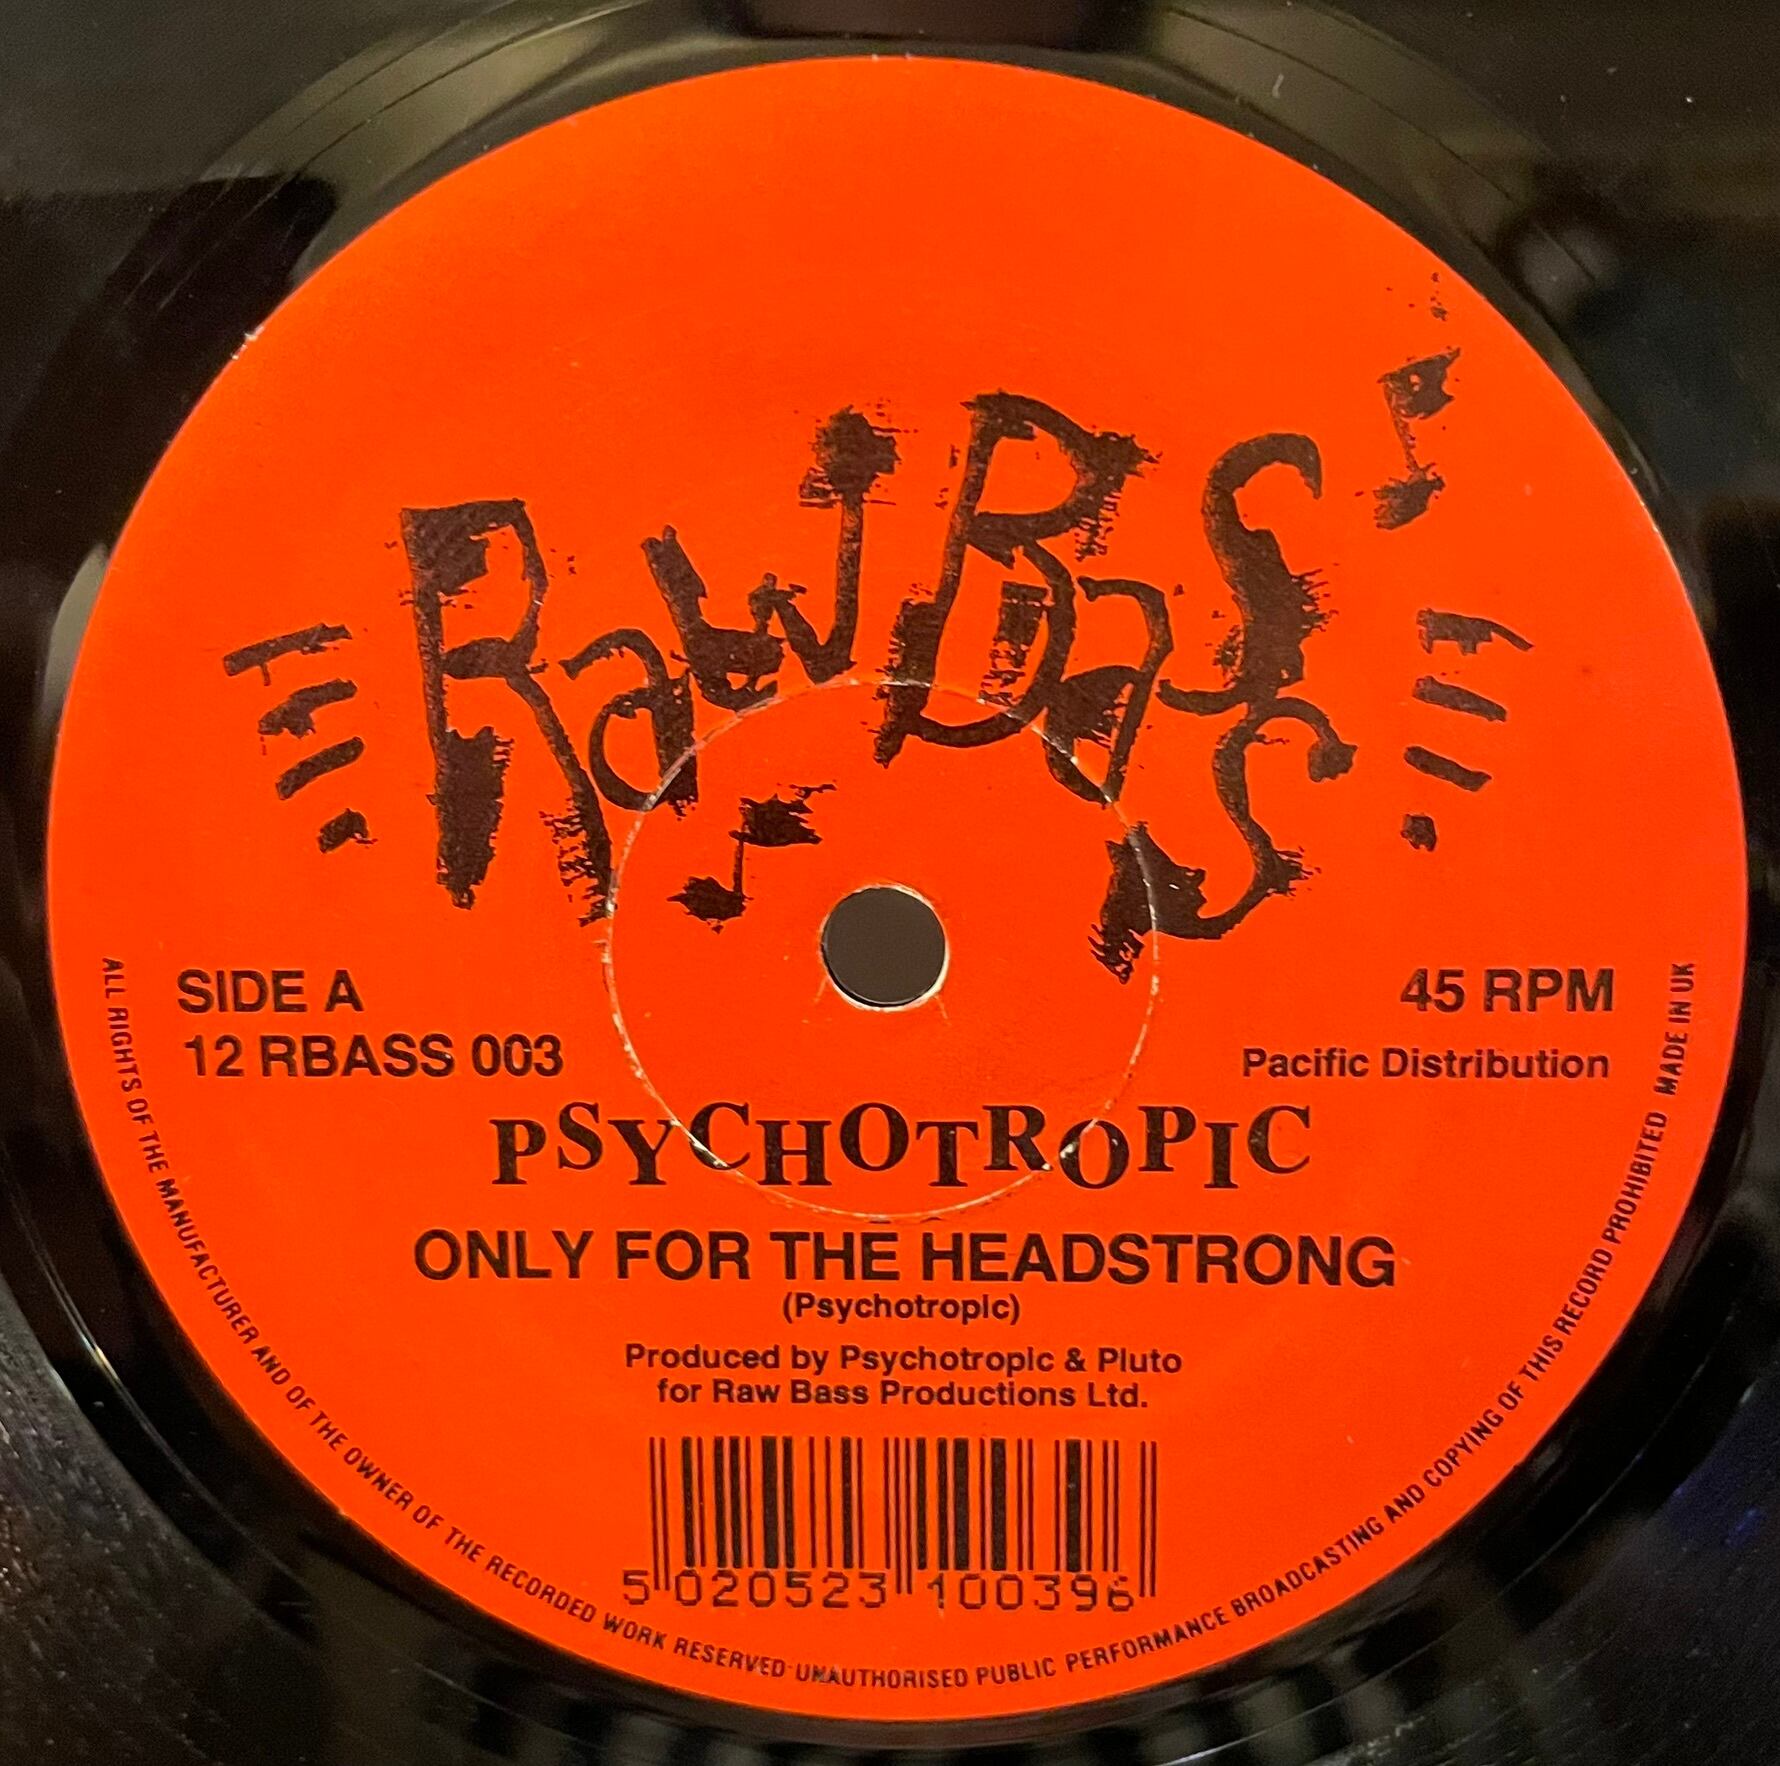 Raw Bass
SIDE A
12 RBASS 003
45 RPM
Pacific Distribution
PSYCHOTROPIC
ONLY FOR THE HEADSTRONG
(Psychotropic)
Produced by Psychotropic & Pluto
for Raw Bass Productions Ltd.
5 020523 100396
ALL RIGHTS OF THE MANUFACTURER AND OF THE OWNER OF THE RECORDED WORK RESERVED · UNAUTHORISED PUBLIC PERFORMANCE BROADCASTING AND COPYING OF THIS RECORD PROHIBITED MADE IN UK